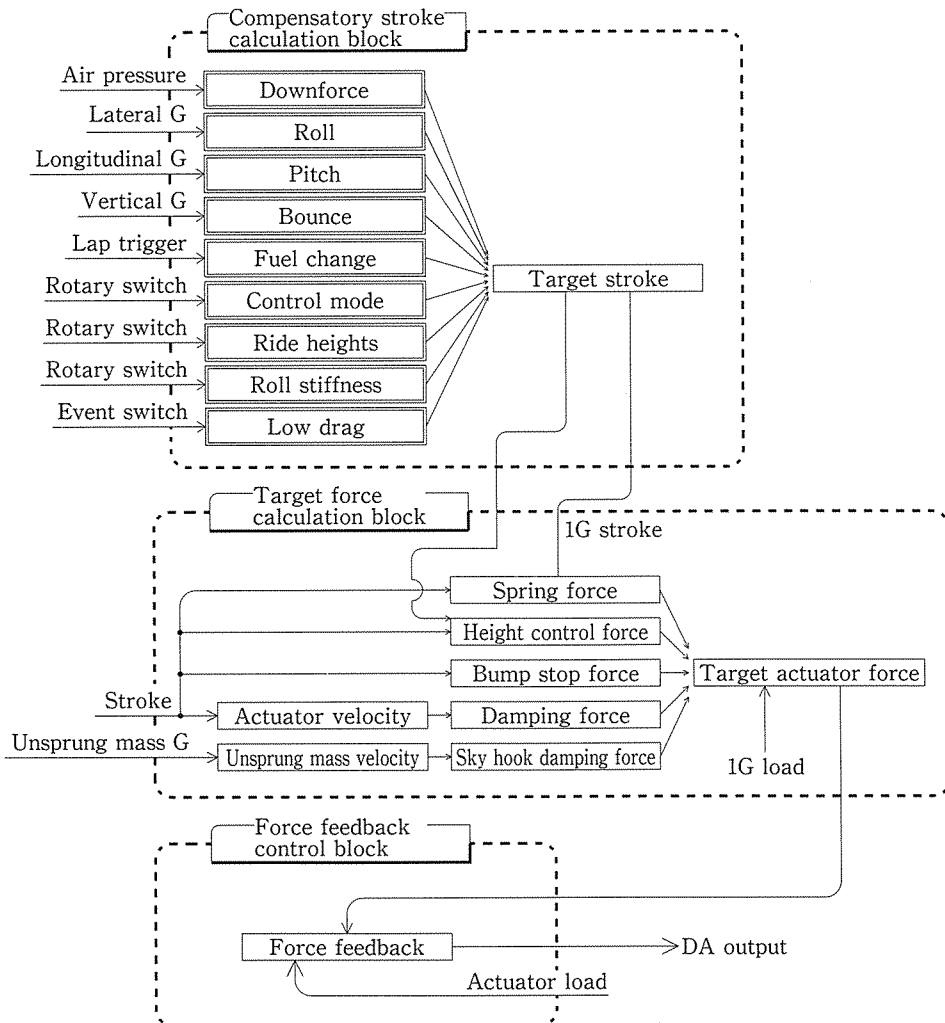 Compensatory stroke
calculation block
Air pressure
Downforce
Lateral G
Roll
Longitudinal G
Pitch
Vertical G
Bounce
Lap trigger
Fuel change
Target stroke
Rotary switch
Control mode
Rotary switch
Ride heights
Rotary switch
Roll stiffness
Event switch
Low drag
Target force
calculation block
1G stroke
Spring force
Height control force
Bump stop force
Target actuator force
Stroke
Actuator velocity
Damping force
Unsprung mass G
Unsprung mass velocity
Sky hook damping force
1G load
Force feedback
control block
Force feedback
DA output
Actuator load